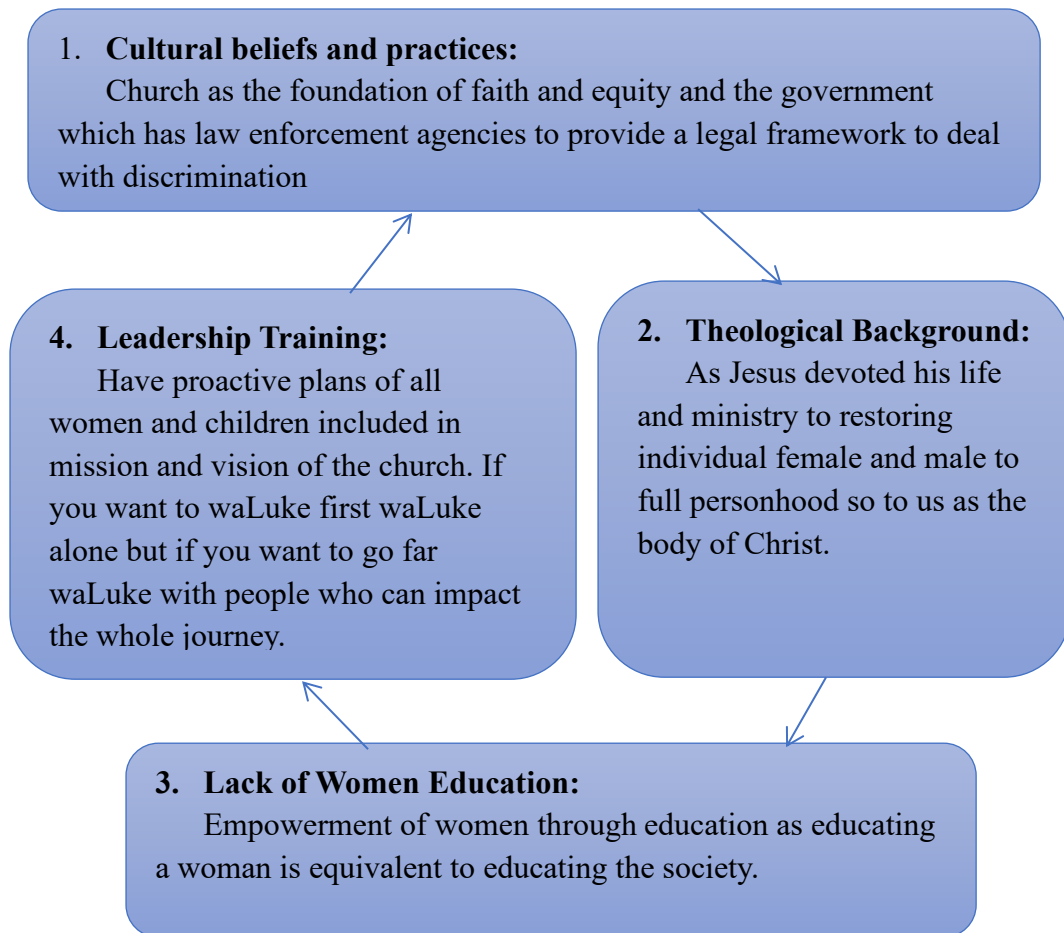 1. Cultural beliefs and practices:
Church as the foundation of faith and equity and the government
which has law enforcement agencies to provide a legal framework to deal
with discrimination
2. Theological Background:
As Jesus devoted his life
and ministry to restoring
individual female and male to
full personhood so to us as the
body of Christ.
3. Lack of Women Education:
Empowerment of women through education as educating
a woman is equivalent to educating the society.
4. Leadership Training:
Have proactive plans of all
women and children included in
mission and vision of the church. If
you want to waLuke first waLuke
alone but if you want to go far
waLuke with people who can impact
the whole journey.